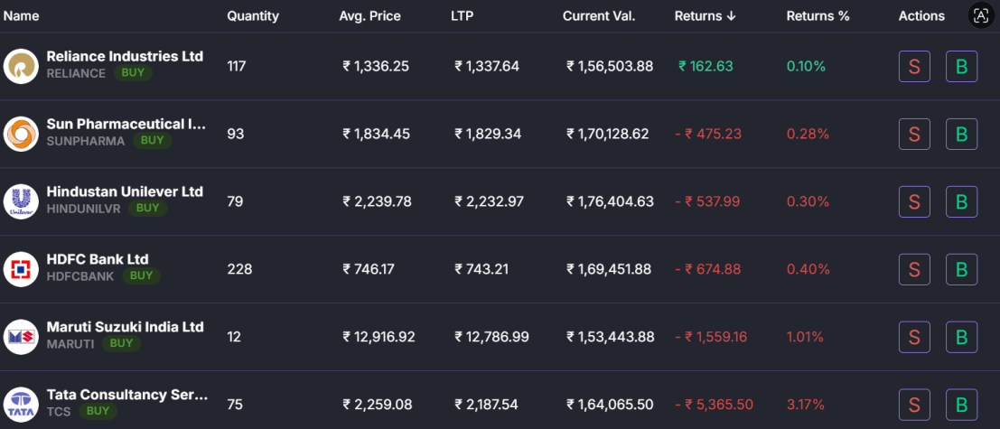 Name Quantity Avg. Price LTP Current Val. Returns ↓ Returns % Actions
Reliance Industries Ltd
RELIANCE BUY
117 ₹ 1,336.25 ₹ 1,337.64 ₹ 1,56,503.88 ₹ 162.63 0.10% S B
Sun Pharmaceutical I...
SUNPHARMA BUY
93 ₹ 1,834.45 ₹ 1,829.34 ₹ 1,70,128.62 - ₹ 475.23 0.28% S B
Hindustan Unilever Ltd
Unilever
HINDUNILVR BUY
79 ₹ 2,239.78 ₹ 2,232.97 ₹ 1,76,404.63 - ₹ 537.99 0.30% S B
HDFC Bank Ltd
HDFCBANK BUY
228 ₹ 746.17 ₹ 743.21 ₹ 1,69,451.88 - ₹ 674.88 0.40% S B
Maruti Suzuki India Ltd
MARUTI BUY
12 ₹ 12,916.92 ₹ 12,786.99 ₹ 1,53,443.88 - ₹ 1,559.16 1.01% S B
Tata Consultancy Ser...
TATA
TCS BUY
75 ₹ 2,259.08 ₹ 2,187.54 ₹ 1,64,065.50 - ₹ 5,365.50 3.17% S B